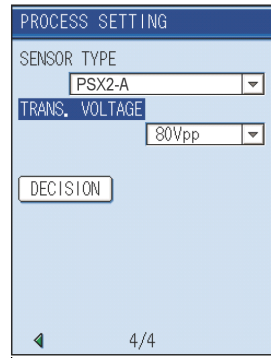 PROCESS SETTING
SENSOR TYPE
PSX2-A
TRANS. VOLTAGE
80Vpp
DECISION
4/4